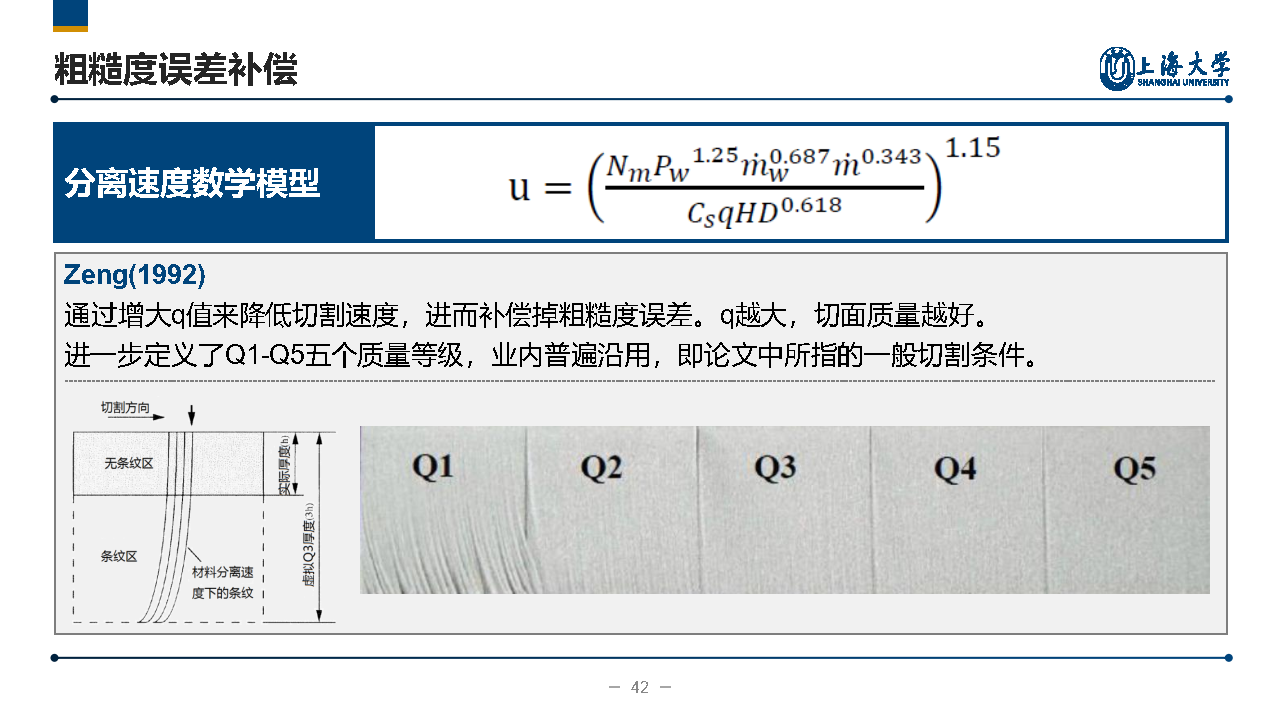 粗糙度误差补偿
上海大学
SHANGHAI UNIVERSITY
分离速度数学模型
u = (N_m P_w^1.25 ṁ_w^0.687 ṁ^0.343 / C_s q H D^0.618)^1.15
Zeng(1992)
通过增大q值来降低切割速度，进而补偿掉粗糙度误差。q越大，切面质量越好。
进一步定义了Q1-Q5五个质量等级，业内普遍沿用，即论文中所指的一般切割条件。
切割方向
无条纹区
实际厚度(h)
条纹区
虚拟Q3厚度(3h)
材料分离速
度下的条纹
Q1 Q2 Q3 Q4 Q5
— 42 —